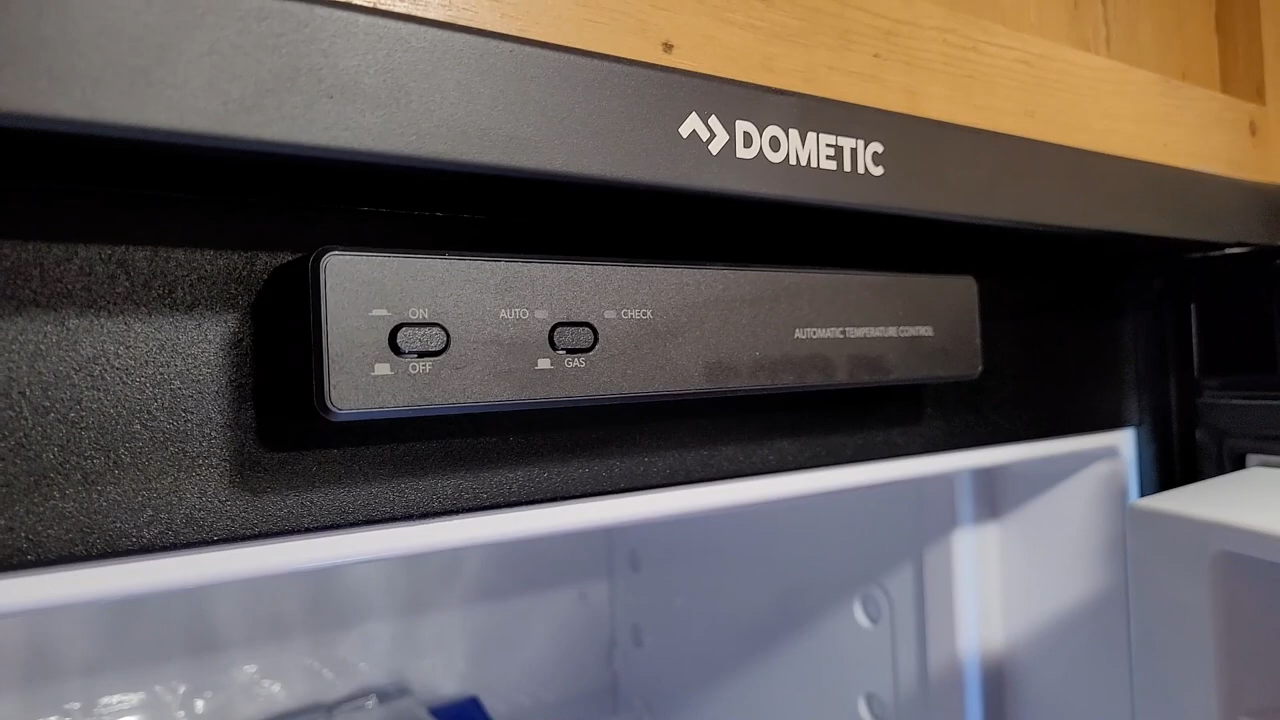 DOMETIC
ON
AUTO
CHECK
AUTOMATIC TEMPERATURE CONTROL
OFF
GAS